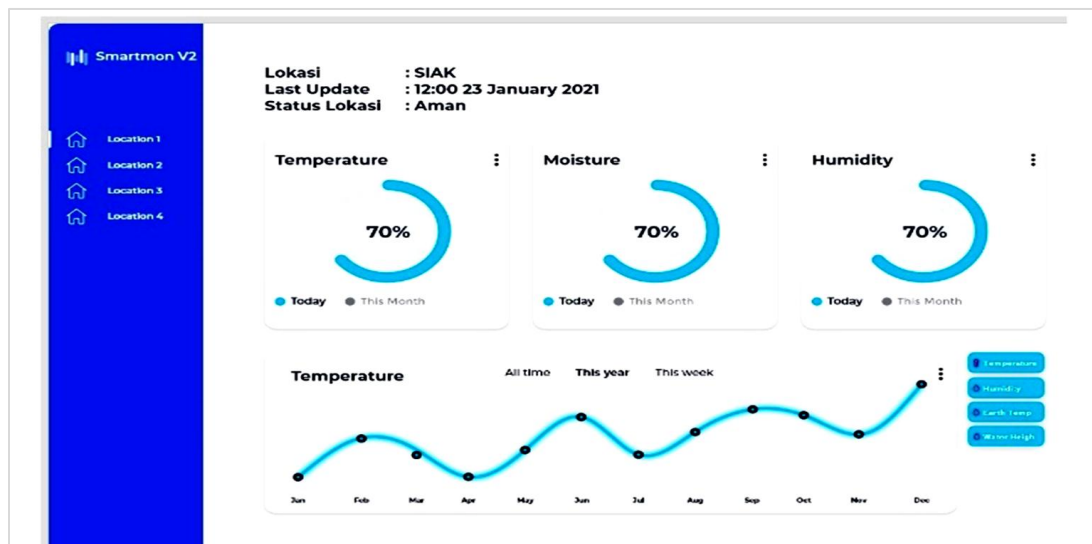 Smartmon V2
Location 1
Location 2
Location 3
Location 4
Lokasi : SIAK
Last Update : 12:00 23 January 2021
Status Lokasi : Aman
Temperature
70%
Today This Month
Moisture
70%
Today This Month
Humidity
70%
Today This Month
Temperature
All time This year This week
Jan Feb Mar Apr May Jun Jul Aug Sep Oct Nov Dec
Temperature
Humidity
Earth Temp